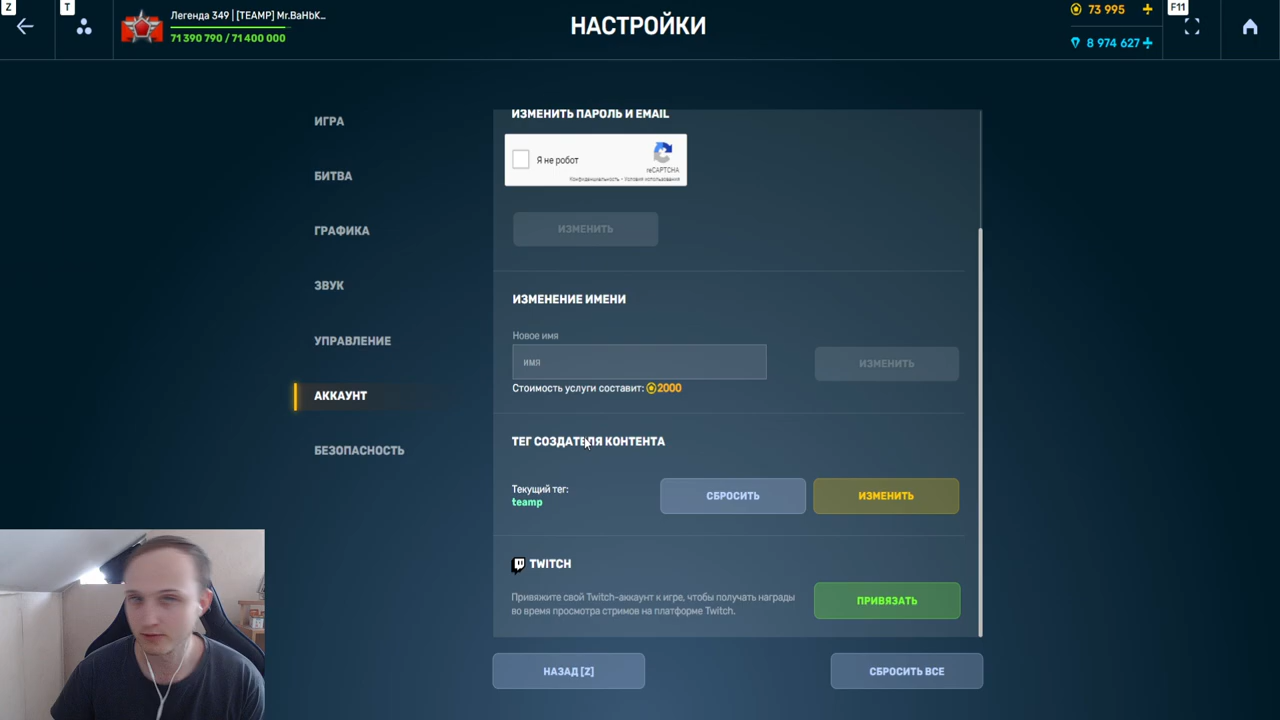 Z
T
Легенда 349 | [TEAMP] Mr.BaHbK...
71 390 790 / 71 400 000
НАСТРОЙКИ
73 995 +
8 974 627 +
F11
ИГРА
БИТВА
ГРАФИКА
ЗВУК
УПРАВЛЕНИЕ
АККАУНТ
БЕЗОПАСНОСТЬ
ИЗМЕНИТЬ ПАРОЛЬ И EMAIL
Я не робот
reCAPTCHA
Конфиденциальность - Условия использования
ИЗМЕНИТЬ
ИЗМЕНЕНИЕ ИМЕНИ
Новое имя
имя
ИЗМЕНИТЬ
Стоимость услуги составит: 2000
ТЕГ СОЗДАТЕЛЯ КОНТЕНТА
Текущий тег:
teamp
СБРОСИТЬ
ИЗМЕНИТЬ
TWITCH
Привяжите свой Twitch-аккаунт к игре, чтобы получать награды
во время просмотра стримов на платформе Twitch.
ПРИВЯЗАТЬ
НАЗАД [Z]
СБРОСИТЬ ВСЕ